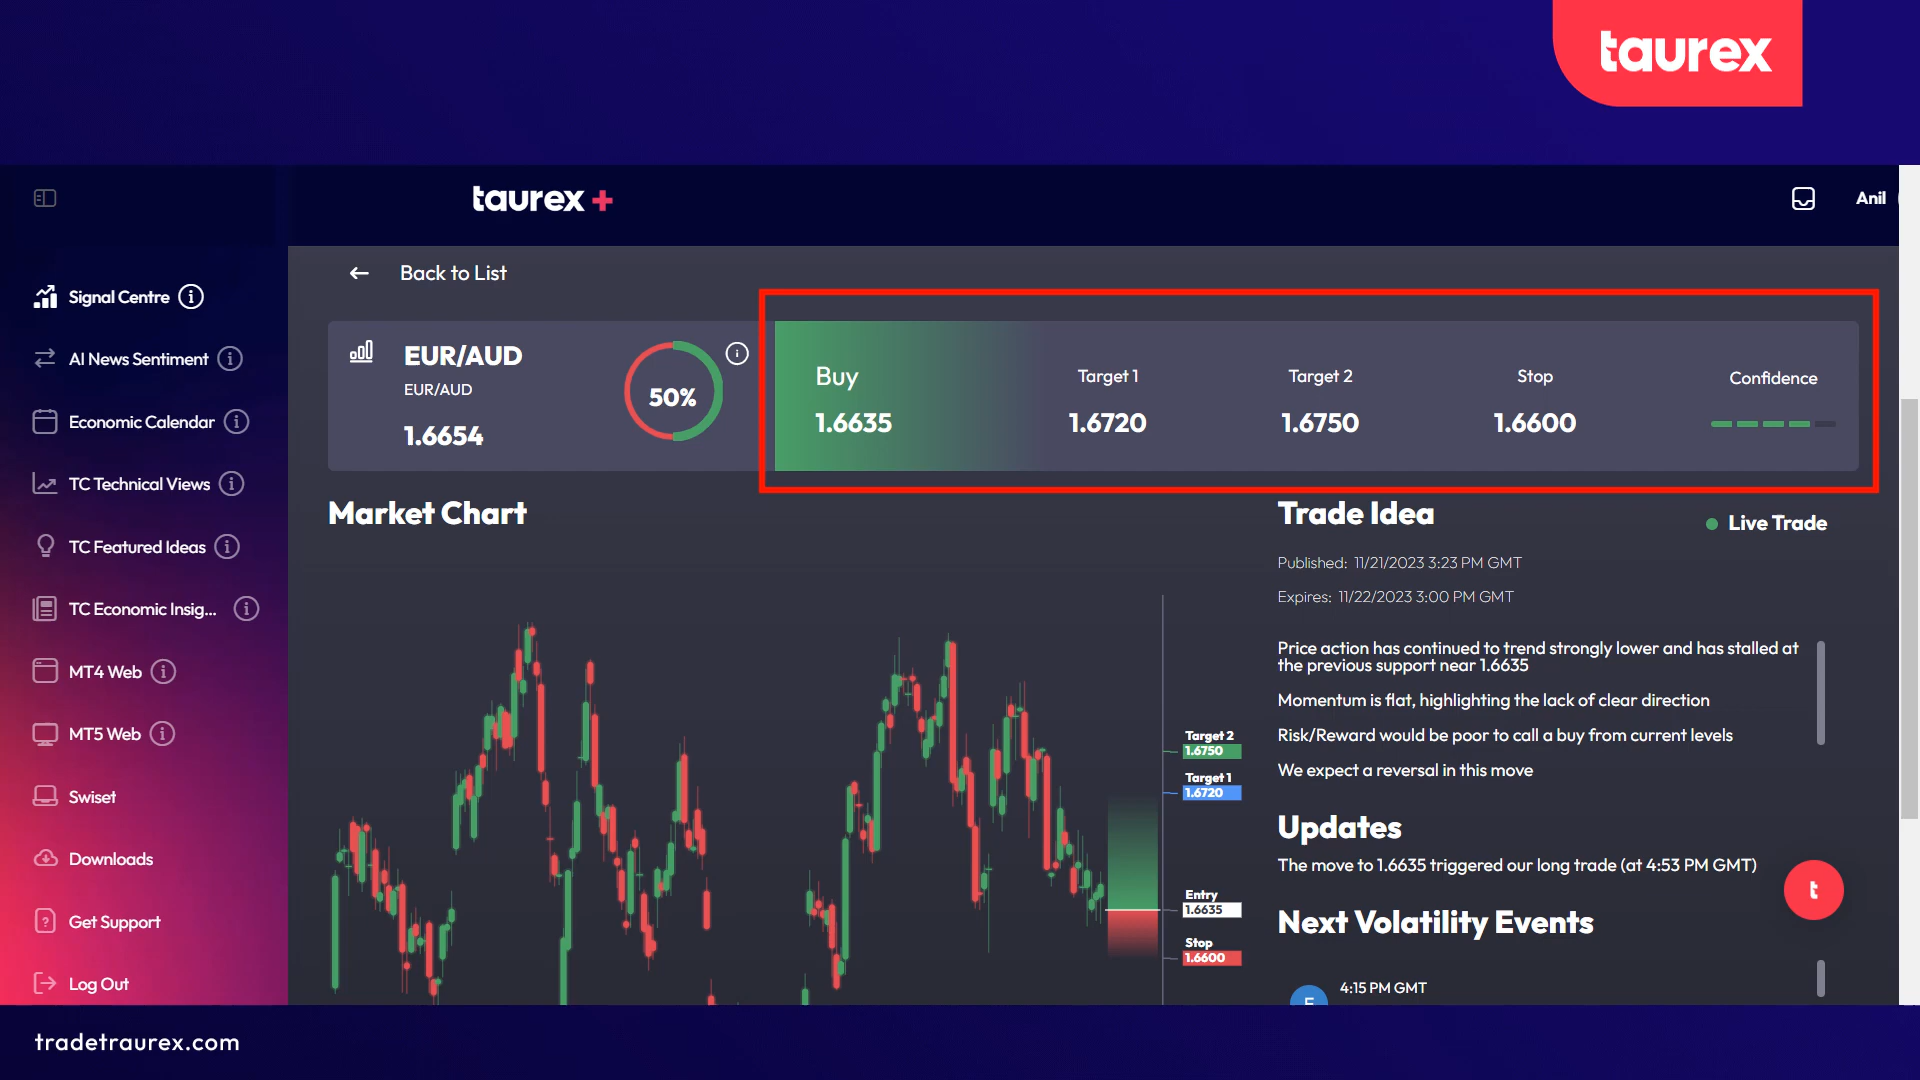 taurex
taurex +
Anil
Signal Centre
AI News Sentiment
Economic Calendar
TC Technical Views
TC Featured Ideas
TC Economic Insig...
MT4 Web
MT5 Web
Swiset
Downloads
Get Support
Log Out
Back to List
EUR/AUD
EUR/AUD
1.6654
50%
Buy
1.6635
Target 1
1.6720
Target 2
1.6750
Stop
1.6600
Confidence
Market Chart
Target 2
1.6750
Target 1
1.6720
Entry
1.6635
Stop
1.6600
Trade Idea
Live Trade
Published: 11/21/2023 3:23 PM GMT
Expires: 11/22/2023 3:00 PM GMT
Price action has continued to trend strongly lower and has stalled at
the previous support near 1.6635
Momentum is flat, highlighting the lack of clear direction
Risk/Reward would be poor to call a buy from current levels
We expect a reversal in this move
Updates
The move to 1.6635 triggered our long trade (at 4:53 PM GMT)
t
Next Volatility Events
4:15 PM GMT
tradetraurex.com